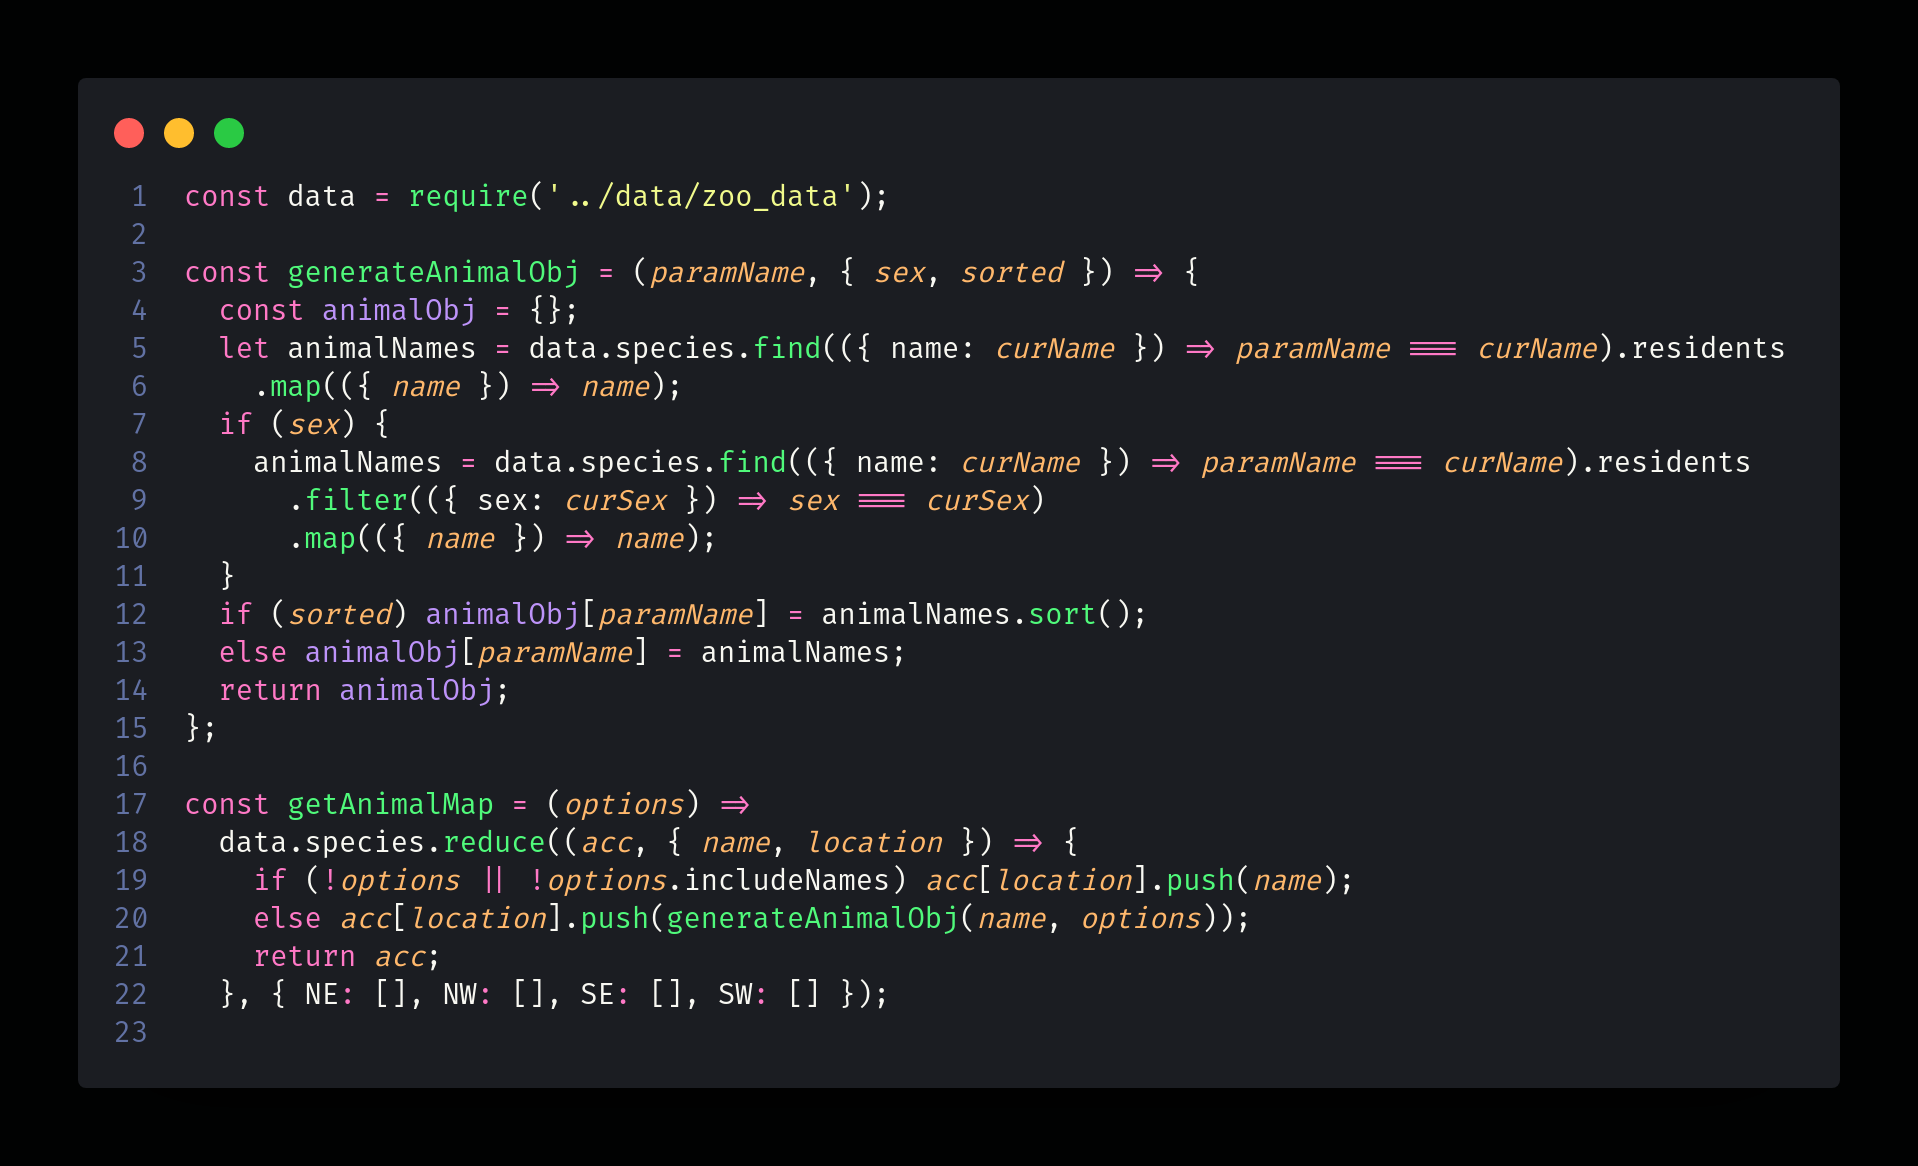 1 const data = require('../data/zoo_data');
2
3 const generateAnimalObj = (paramName, { sex, sorted }) => {
4   const animalObj = {};
5   let animalNames = data.species.find(({ name: curName }) => paramName === curName).residents
6     .map(({ name }) => name);
7   if (sex) {
8     animalNames = data.species.find(({ name: curName }) => paramName === curName).residents
9       .filter(({ sex: curSex }) => sex === curSex)
10       .map(({ name }) => name);
11   }
12   if (sorted) animalObj[paramName] = animalNames.sort();
13   else animalObj[paramName] = animalNames;
14   return animalObj;
15 };
16
17 const getAnimalMap = (options) =>
18   data.species.reduce((acc, { name, location }) => {
19     if (!options || !options.includeNames) acc[location].push(name);
20     else acc[location].push(generateAnimalObj(name, options));
21     return acc;
22   }, { NE: [], NW: [], SE: [], SW: [] });
23